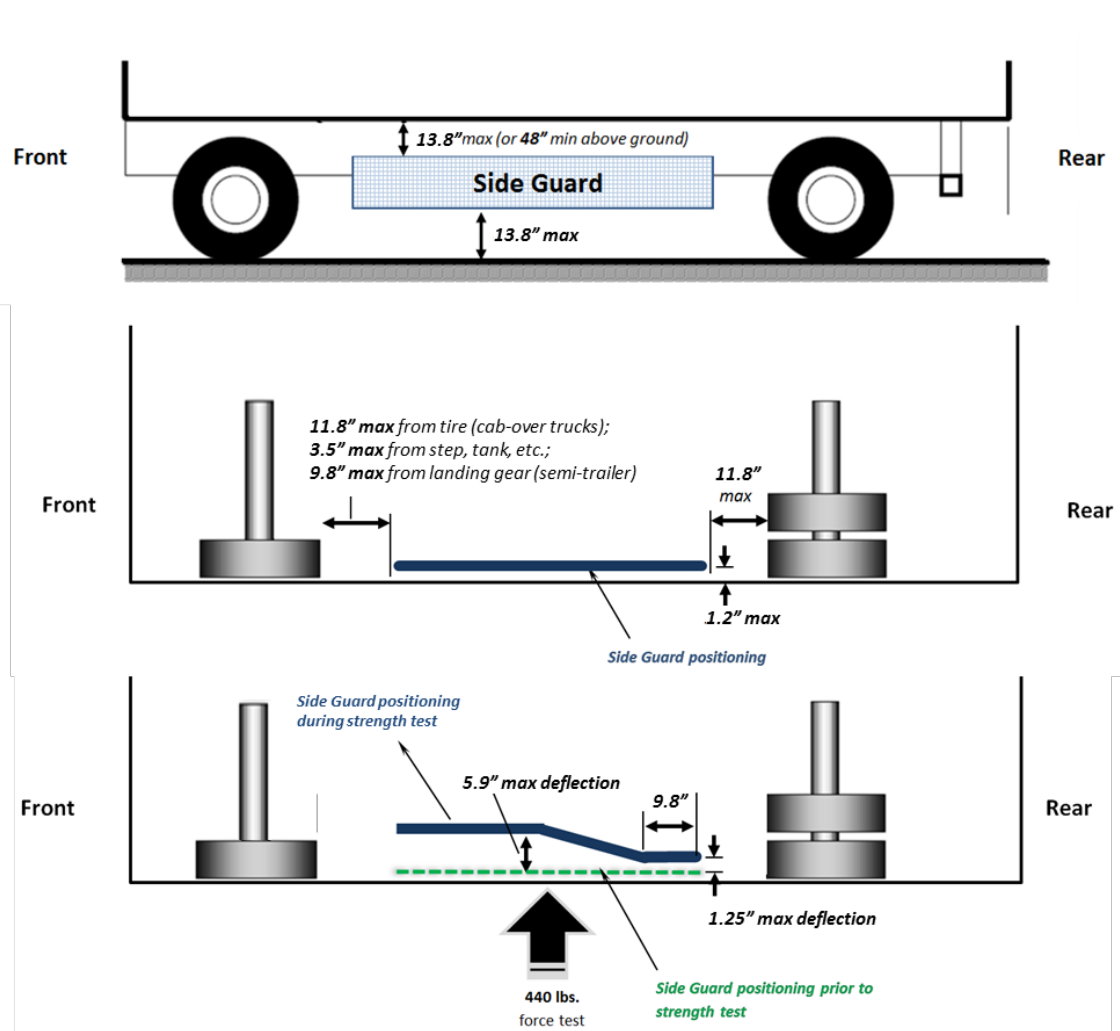 13.8” max (or 48” min above ground)
Front
Rear
Side Guard
13.8” max
11.8” max from tire (cab-over trucks);
3.5” max from step, tank, etc.;
9.8” max from landing gear (semi-trailer)
11.8”
max
Front
Rear
1.2” max
Side Guard positioning
Side Guard positioning
during strength test
5.9” max deflection
9.8”
Front
Rear
1.25” max deflection
440 lbs.
force test
Side Guard positioning prior to
strength test